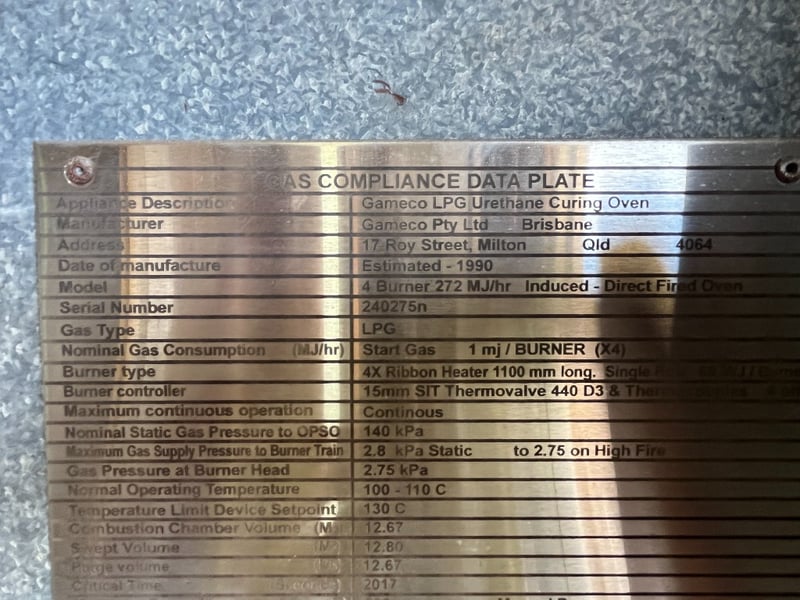 GAS COMPLIANCE DATA PLATE
Appliance Description Gameco LPG Urethane Curing Oven
Manufacturer Gameco Pty Ltd Brisbane
Address 17 Roy Street, Milton Qld 4064
Date of manufacture Estimated - 1990
Model 4 Burner 272 MJ/hr Induced - Direct Fired Oven
Serial Number 240275n
Gas Type LPG
Nominal Gas Consumption (MJ/hr) Start Gas 1 mj / BURNER (X4)
Burner type 4X Ribbon Heater 1100 mm long. Single
Burner controller 15mm SIT Thermovalve 440 D3 &
Maximum continuous operation Continous
Nominal Static Gas Pressure to OPSO 140 kPa
Maximum Gas Supply Pressure to Burner Train 2.8 kPa Static to 2.75 on High Fire
Gas Pressure at Burner Head 2.75 kPa
Normal Operating Temperature 100 - 110 C
Temperature Limit Device Setpoint 130 C
Combustion Chamber Volume 12.67
Swept Volume 12.80
Purge volume 12.67
Critical Time (Seconds) 2017